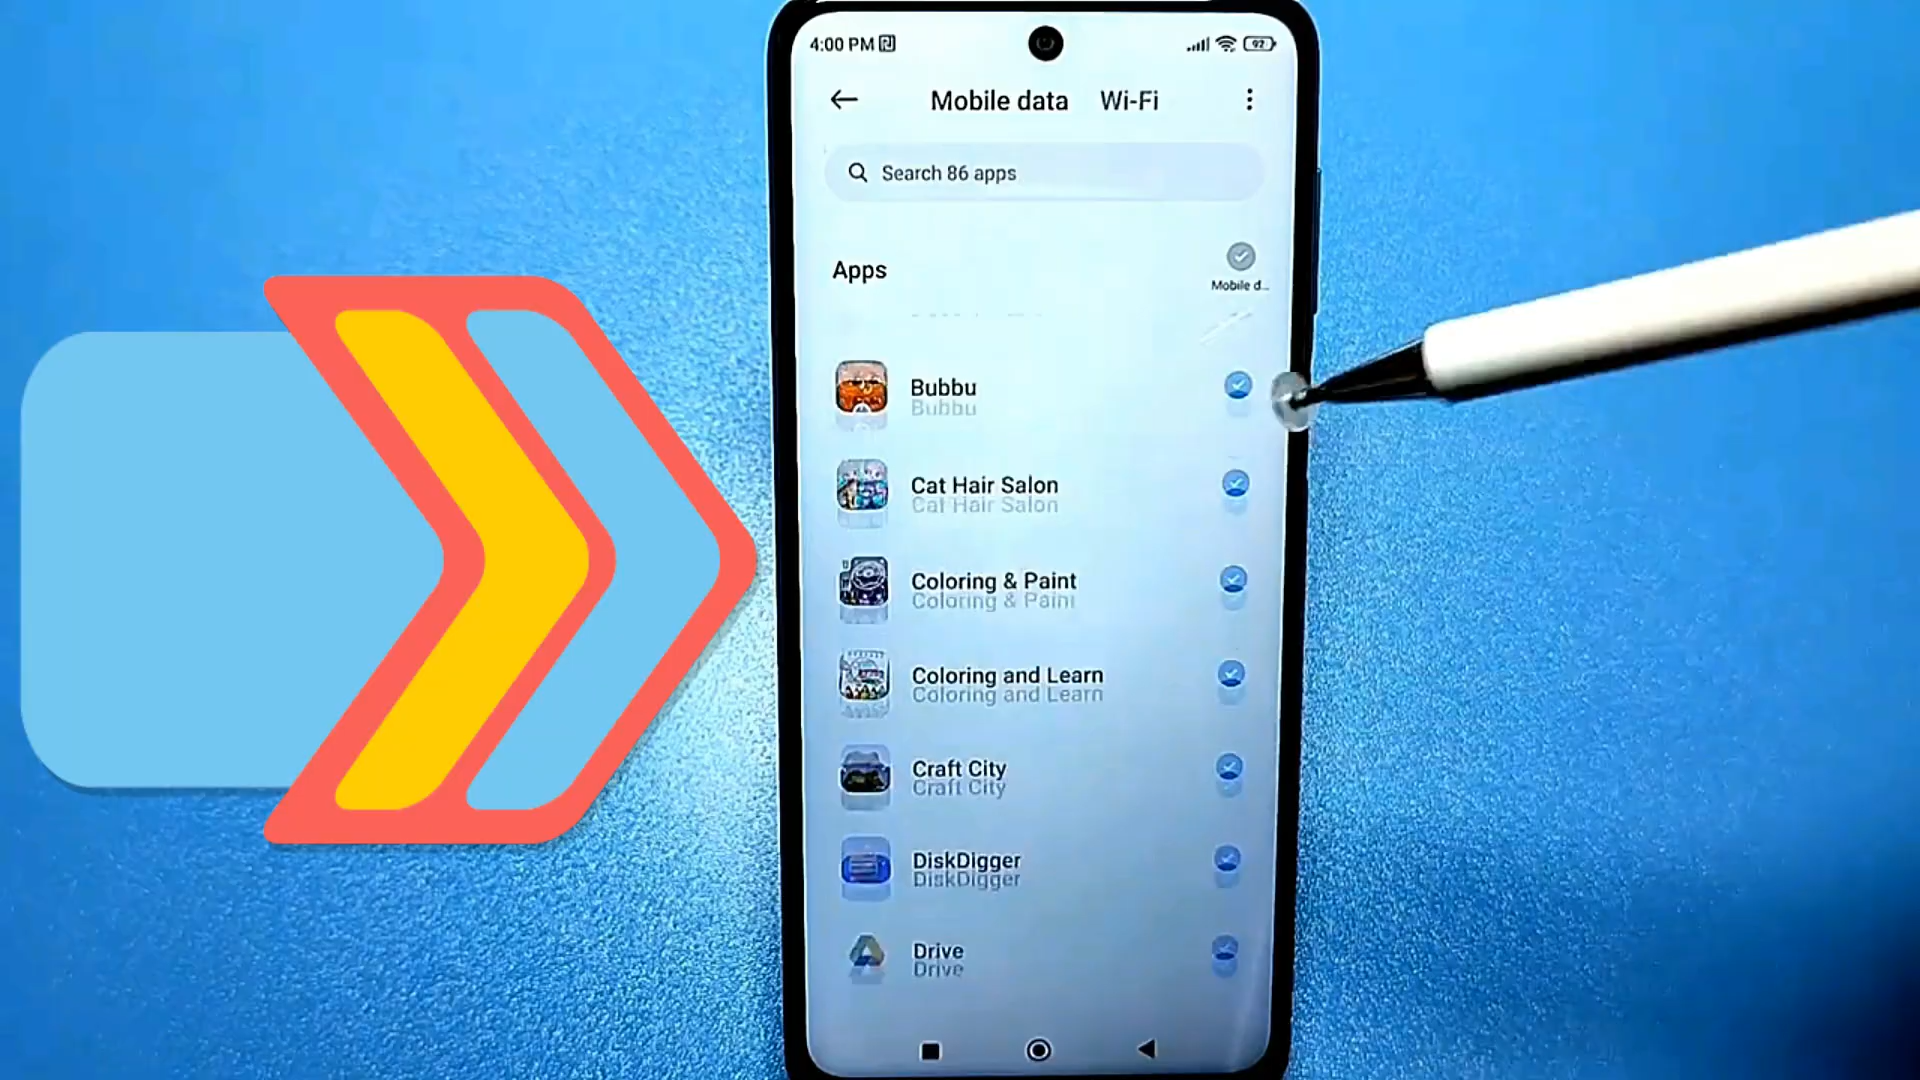 4:00 PM
92
Mobile data Wi-Fi
Search 86 apps
Apps
Mobile d...
Bubbu
Bubbu
Cat Hair Salon
Cat Hair Salon
Coloring & Paint
Coloring & Paint
Coloring and Learn
Coloring and Learn
Craft City
Craft City
DiskDigger
DiskDigger
Drive
Drive